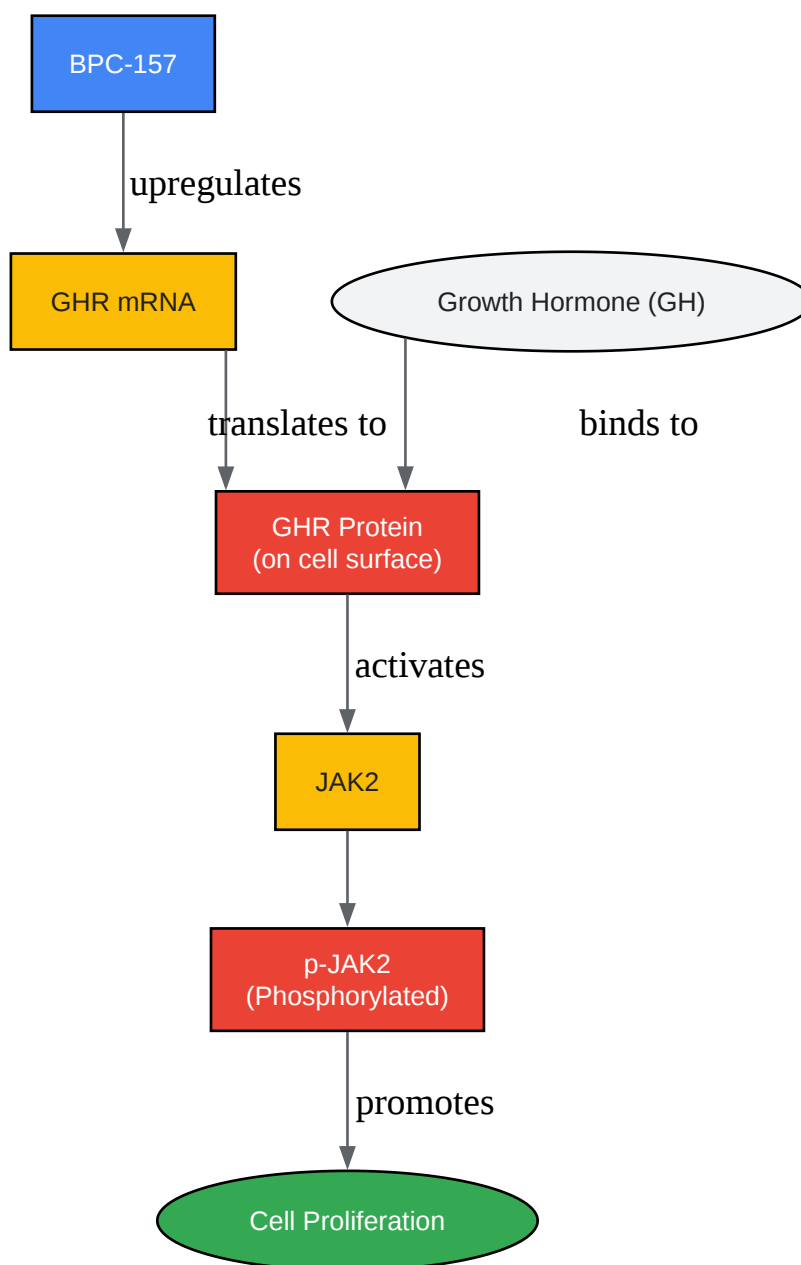 BPC-157
upregulates
GHR mRNA
Growth Hormone (GH)
translates to
binds to
GHR Protein
(on cell surface)
activates
JAK2
p-JAK2
(Phosphorylated)
promotes
Cell Proliferation